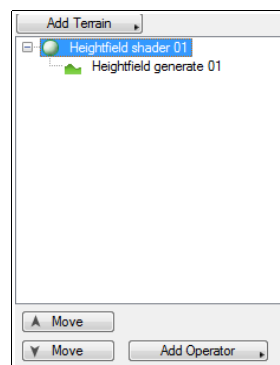 Add Terrain
Heightfield shader 01
Heightfield generate 01
Move
Move Add Operator